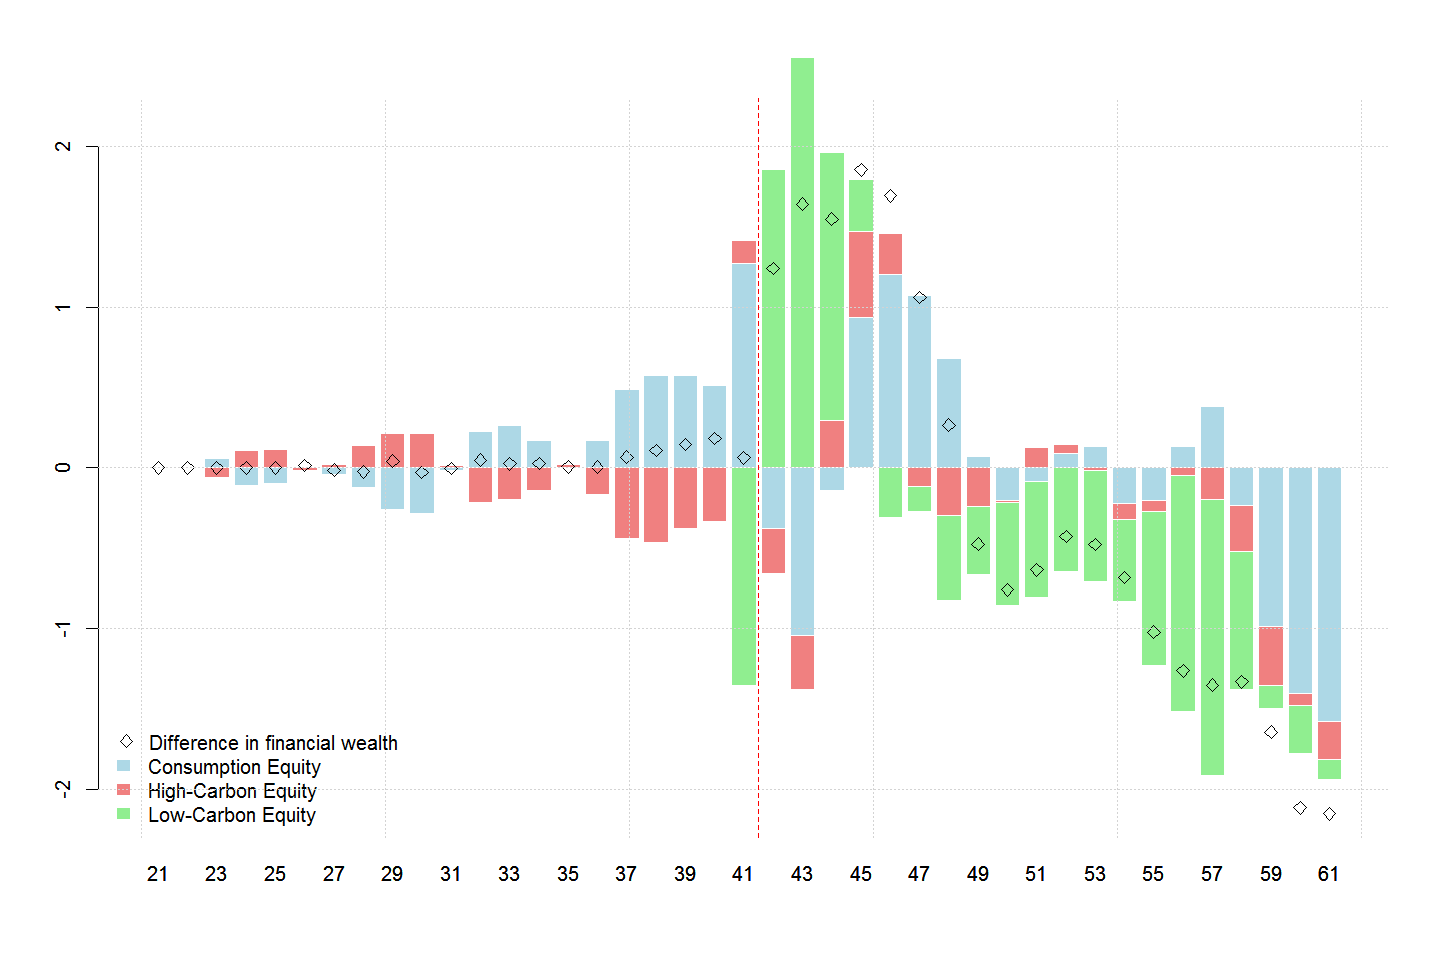 2
1
0
-1
-2
Difference in financial wealth
Consumption Equity
High-Carbon Equity
Low-Carbon Equity
21 23 25 27 29 31 33 35 37 39 41 43 45 47 49 51 53 55 57 59 61